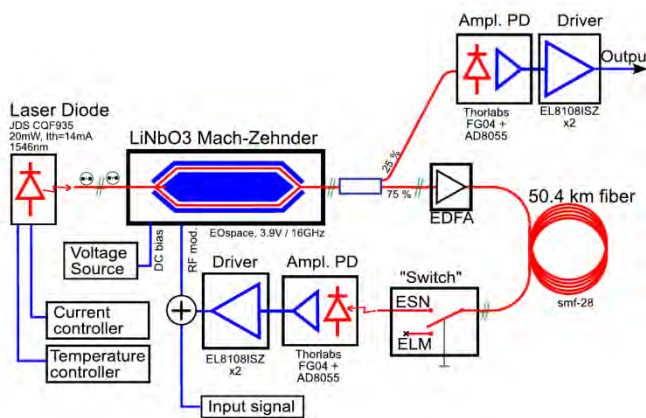 Ampl. PD
Driver
Output
Thorlabs
FG04 +
AD8055
EL8108ISZ
x2
Laser Diode
JDS CQF935
20mW, Ith=14mA
1546nm
LiNbO3 Mach-Zehnder
25 %
75 %
EDFA
50.4 km fiber
smf-28
EOspace, 3.9V / 16GHz
DC bias
RF mod.
Voltage
Source
Driver
EL8108ISZ
x2
Ampl. PD
Thorlabs
FG04 +
AD8055
"Switch"
ESN
ELM
Current
controller
Temperature
controller
Input signal